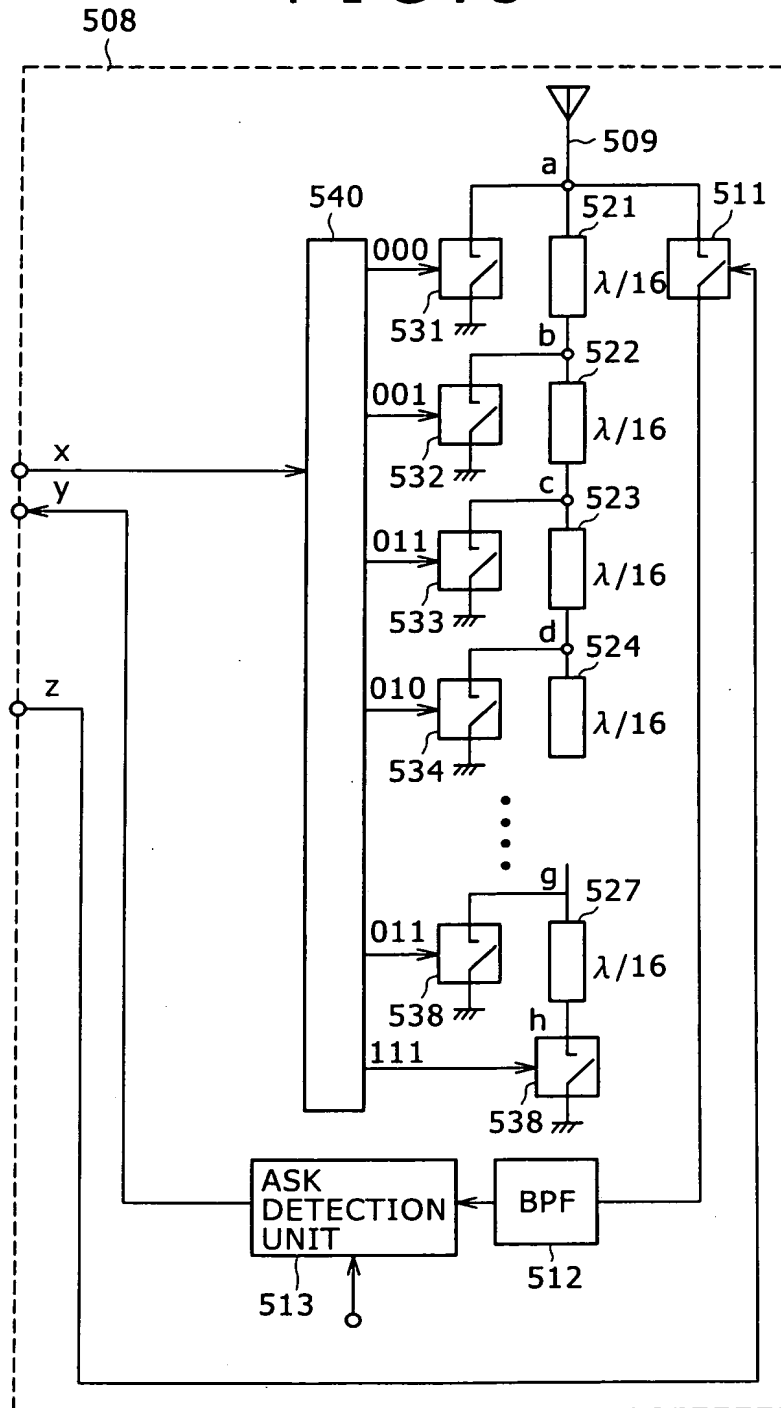 508
509
a
540
521
511
000
λ/16
531
b
522
001
λ/16
532
x
c
523
y
011
λ/16
533
d
524
z
010
λ/16
534
g
527
011
λ/16
538
h
111
538
ASK
DETECTION
UNIT
BPF
513
512